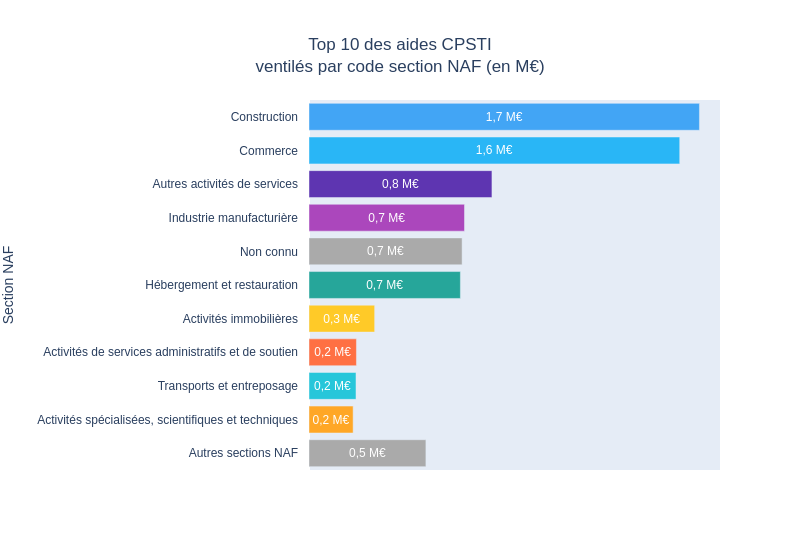 Top 10 des aides CPSTI
ventilés par code section NAF (en M€)
Section NAF
Construction 1,7 M€
Commerce 1,6 M€
Autres activités de services 0,8 M€
Industrie manufacturière 0,7 M€
Non connu 0,7 M€
Hébergement et restauration 0,7 M€
Activités immobilières 0,3 M€
Activités de services administratifs et de soutien 0,2 M€
Transports et entreposage 0,2 M€
Activités spécialisées, scientifiques et techniques 0,2 M€
Autres sections NAF 0,5 M€